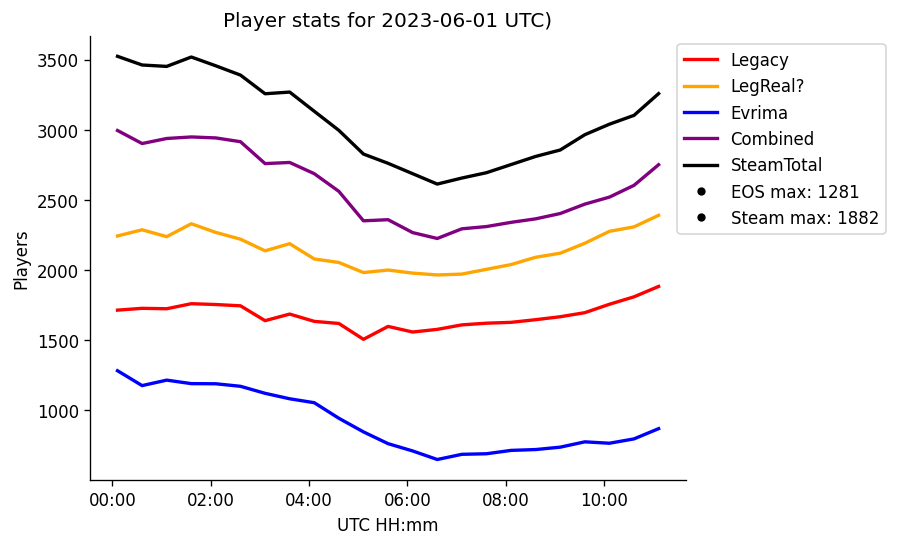 Player stats for 2023-06-01 UTC)
3500
3000
2500
2000
1500
1000
Players
00:00 02:00 04:00 06:00 08:00 10:00
UTC HH:mm
Legacy
LegReal?
Evrima
Combined
SteamTotal
EOS max: 1281
Steam max: 1882